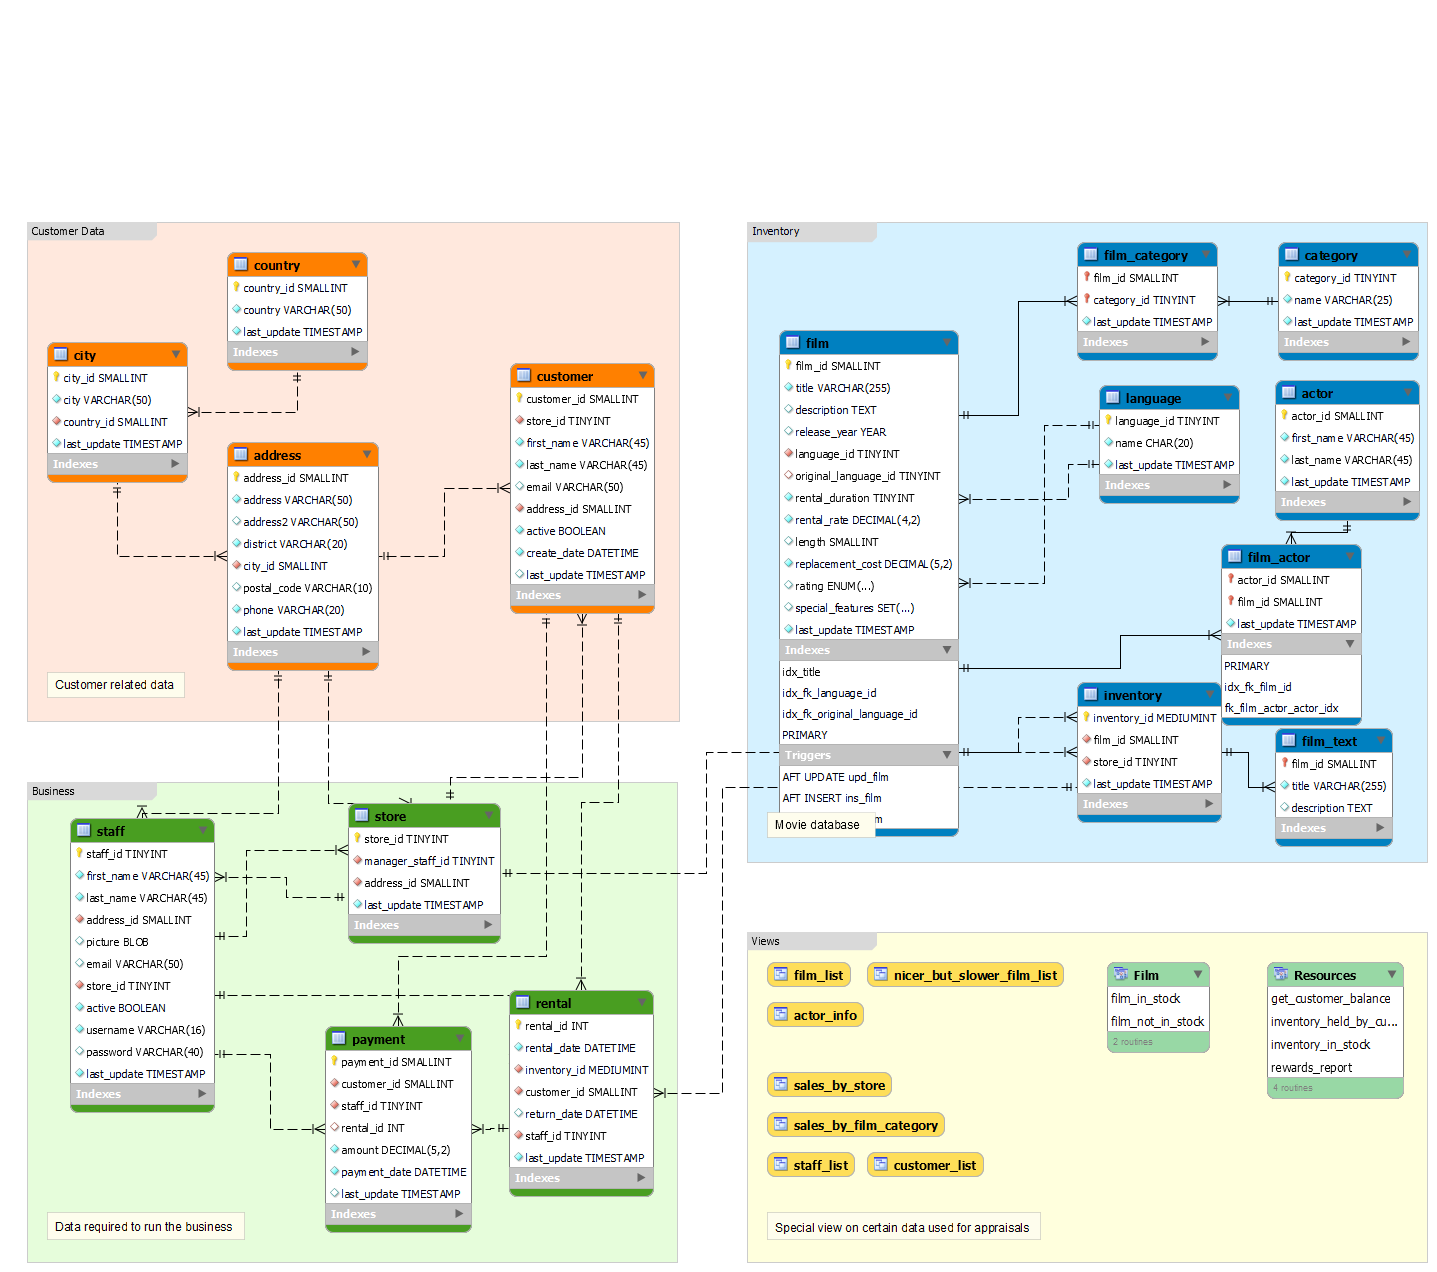 Customer Data
country
country_id SMALLINT
country VARCHAR(50)
last_update TIMESTAMP
Indexes
city
city_id SMALLINT
city VARCHAR(50)
country_id SMALLINT
last_update TIMESTAMP
Indexes
address
address_id SMALLINT
address VARCHAR(50)
address2 VARCHAR(50)
district VARCHAR(20)
city_id SMALLINT
postal_code VARCHAR(10)
phone VARCHAR(20)
last_update TIMESTAMP
Indexes
customer
customer_id SMALLINT
store_id TINYINT
first_name VARCHAR(45)
last_name VARCHAR(45)
email VARCHAR(50)
address_id SMALLINT
active BOOLEAN
create_date DATETIME
last_update TIMESTAMP
Indexes
Customer related data
Inventory
film
film_id SMALLINT
title VARCHAR(255)
description TEXT
release_year YEAR
language_id TINYINT
original_language_id TINYINT
rental_duration TINYINT
rental_rate DECIMAL(4,2)
length SMALLINT
replacement_cost DECIMAL(5,2)
rating ENUM(...)
special_features SET(...)
last_update TIMESTAMP
Indexes
idx_title
idx_fk_language_id
idx_fk_original_language_id
PRIMARY
Triggers
AFT UPDATE upd_film
AFT INSERT ins_film
Movie database
film_category
film_id SMALLINT
category_id TINYINT
last_update TIMESTAMP
Indexes
category
category_id TINYINT
name VARCHAR(25)
last_update TIMESTAMP
Indexes
language
language_id TINYINT
name CHAR(20)
last_update TIMESTAMP
Indexes
actor
actor_id SMALLINT
first_name VARCHAR(45)
last_name VARCHAR(45)
last_update TIMESTAMP
Indexes
film_actor
actor_id SMALLINT
film_id SMALLINT
last_update TIMESTAMP
Indexes
PRIMARY
idx_fk_film_id
fk_film_actor_actor_idx
inventory
inventory_id MEDIUMINT
film_id SMALLINT
store_id TINYINT
last_update TIMESTAMP
Indexes
film_text
film_id SMALLINT
title VARCHAR(255)
description TEXT
Indexes
Business
staff
staff_id TINYINT
first_name VARCHAR(45)
last_name VARCHAR(45)
address_id SMALLINT
picture BLOB
email VARCHAR(50)
store_id TINYINT
active BOOLEAN
username VARCHAR(16)
password VARCHAR(40)
last_update TIMESTAMP
Indexes
store
store_id TINYINT
manager_staff_id TINYINT
address_id SMALLINT
last_update TIMESTAMP
Indexes
payment
payment_id SMALLINT
customer_id SMALLINT
staff_id TINYINT
rental_id INT
amount DECIMAL(5,2)
payment_date DATETIME
last_update TIMESTAMP
Indexes
rental
rental_id INT
rental_date DATETIME
inventory_id MEDIUMINT
customer_id SMALLINT
return_date DATETIME
staff_id TINYINT
last_update TIMESTAMP
Indexes
Data required to run the business
Views
film_list
nicer_but_slower_film_list
actor_info
sales_by_store
sales_by_film_category
staff_list
customer_list
Film
film_in_stock
film_not_in_stock
2 routines
Resources
get_customer_balance
inventory_held_by_cu...
inventory_in_stock
rewards_report
4 routines
Special view on certain data used for appraisals